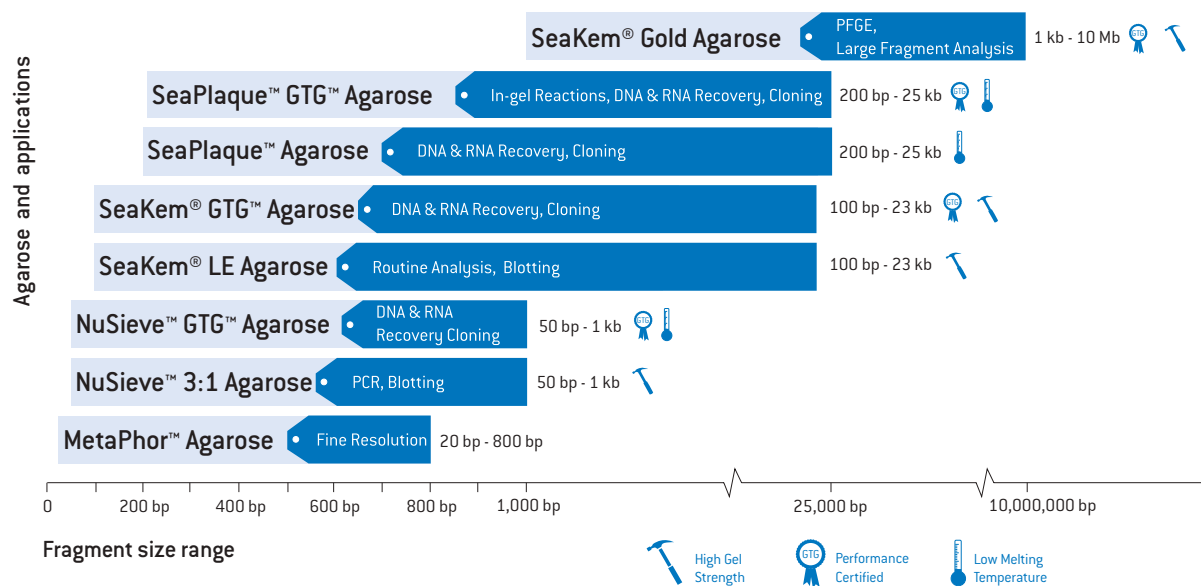 Agarose and applications
SeaKem® Gold Agarose
PFGE,
Large Fragment Analysis
1 kb - 10 Mb
GTG
SeaPlaque™ GTG™ Agarose
In-gel Reactions, DNA & RNA Recovery, Cloning
200 bp - 25 kb
GTG
SeaPlaque™ Agarose
DNA & RNA Recovery, Cloning
200 bp - 25 kb
SeaKem® GTG™ Agarose
DNA & RNA Recovery, Cloning
100 bp - 23 kb
GTG
SeaKem® LE Agarose
Routine Analysis, Blotting
100 bp - 23 kb
NuSieve™ GTG™ Agarose
DNA & RNA
Recovery Cloning
50 bp - 1 kb
GTG
NuSieve™ 3:1 Agarose
PCR, Blotting
50 bp - 1 kb
MetaPhor™ Agarose
Fine Resolution
20 bp - 800 bp
0 200 bp 400 bp 600 bp 800 bp 1,000 bp 25,000 bp 10,000,000 bp
Fragment size range
High Gel
Strength
GTG
Performance
Certified
Low Melting
Temperature